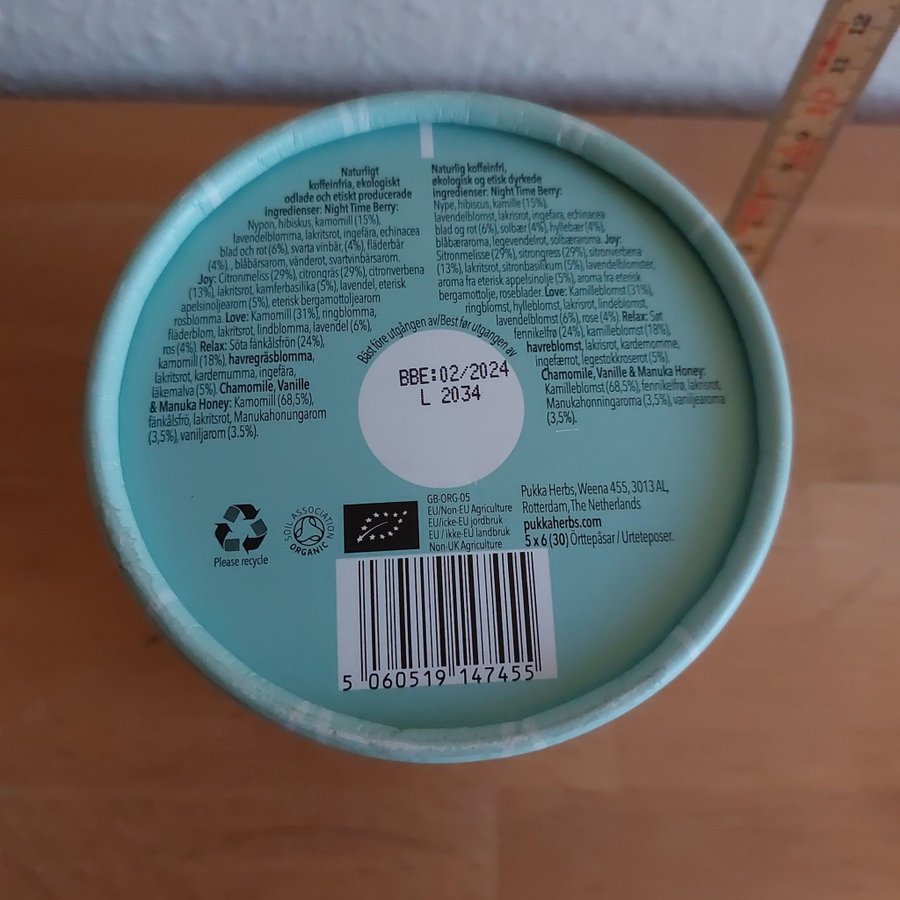 Naturligt
koffeinfria, ekologiskt
odlade och etiskt producerade
ingredienser: Night Time Berry:
Nypon, hibiskus, kamomill (15%),
lavendelblomma, lakritsrot, ingefära, echinacea
blad och rot (6%), svarta vinbär, (4%), fläderbär
(4%), , blåbärsarom, vänderot, svartvinbärsarom.
Joy: Citronmeliss (29%), citrongräs (29%), citronverbena
(13%), lakritsrot, kamferbasilika (5%), lavendel, eterisk
apelsinoljearom (5%), eterisk bergamottoljearom
rosblomma. Love: Kamomill (31%), ringblomma,
fläderblom, lakritsrot, lindblomma, lavendel (6%),
ros (4%). Relax: Söta fänkålsfrön (24%),
kamomill (18%), havregräsblomma,
lakritsrot, kardemumma, ingefära,
läkemalva (5%). Chamomile, Vanille
& Manuka Honey: Kamomill (68,5%),
fänkålsfrö, lakritsrot, Manukahonungarom
(3,5%), vaniljarom (3.5%).
Naturlig koffeinfri,
økologisk og etisk dyrkede
ingredienser: Night Time Berry:
Nype, hibiscus, kamille (15%),
lavendelblomst, lakrisrot, ingefæra, echinacea
blad og rot (6%), solbær (4%), hyllebær (4%),
blåbæraroma, legevendelrot, solbæraroma. Joy:
Sitronmelisse (29%), sitrongress (29%), sitronverbena
(13%), lakritsrot, sitronbasilikum (5%), lavendelblomster,
aroma fra eterisk appelsinolje (5%), aroma fra eterisk
bergamottolje, roseblader. Love: Kamilleblomst (31%),
ringblomst, hylleblomst, lakrisrot, lindeblomst,
lavendelblomst (6%), rose (4%). Relax: Søt
fennikelfrø (24%), kamilleblomst (18%),
havreblomst, lakrisrot, kardemomme,
ingefærrot, legestokkroserot (5%).
Chamomile, Vanille & Manuka Honey:
Kamilleblomst (68,5%), fennikelfrø, lakrisrot,
Manukahonningaroma (3,5%), vaniljearoma
(3,5%).
Bäst före utgången av/Best før utgangen av
BBE:02/2024
L 2034
Please recycle
SOIL ASSOCIATION
ORGANIC
GB-ORG-05
EU/Non-EU Agriculture
EU/icke-EU jordbruk
EU / ikke-EU landbruk
Non-UK Agriculture
Pukka Herbs, Weena 455, 3013 AL,
Rotterdam, The Netherlands
pukkaherbs.com
5 x 6 (30) Örttepåsar / Urteteposer.
5 060519 147455
10
11
12